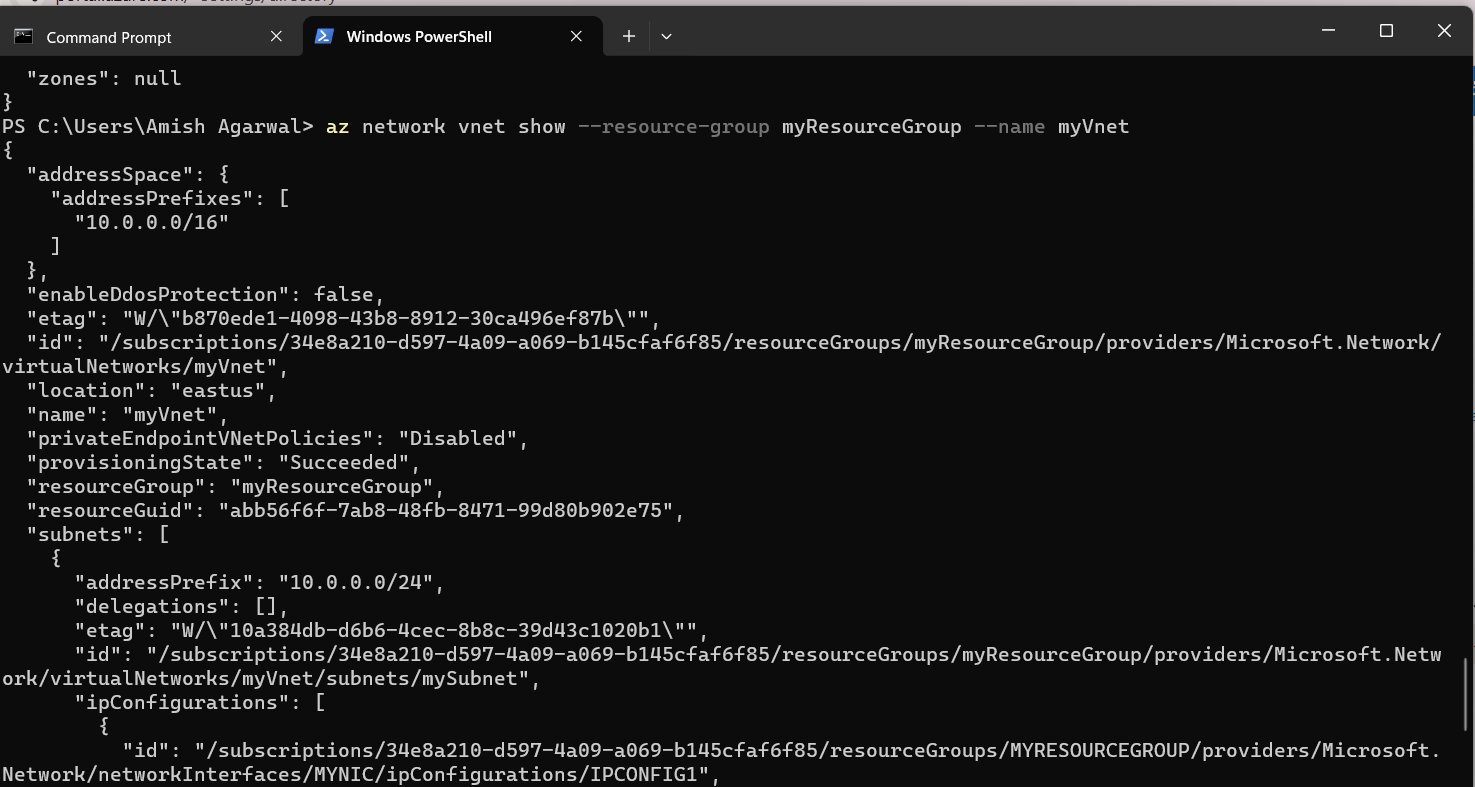 Command Prompt
Windows PowerShell
"zones": null
}
PS C:\Users\Amish Agarwal> az network vnet show --resource-group myResourceGroup --name myVnet
{
"addressSpace": {
"addressPrefixes": [
"10.0.0.0/16"
]
},
"enableDdosProtection": false,
"etag": "W/\"b870ede1-4098-43b8-8912-30ca496ef87b\"",
"id": "/subscriptions/34e8a210-d597-4a09-a069-b145cfaf6f85/resourceGroups/myResourceGroup/providers/Microsoft.Network/
virtualNetworks/myVnet",
"location": "eastus",
"name": "myVnet",
"privateEndpointVNetPolicies": "Disabled",
"provisioningState": "Succeeded",
"resourceGroup": "myResourceGroup",
"resourceGuid": "abb56f6f-7ab8-48fb-8471-99d80b902e75",
"subnets": [
{
"addressPrefix": "10.0.0.0/24",
"delegations": [],
"etag": "W/\"10a384db-d6b6-4cec-8b8c-39d43c1020b1\"",
"id": "/subscriptions/34e8a210-d597-4a09-a069-b145cfaf6f85/resourceGroups/myResourceGroup/providers/Microsoft.Netw
ork/virtualNetworks/myVnet/subnets/mySubnet",
"ipConfigurations": [
{
"id": "/subscriptions/34e8a210-d597-4a09-a069-b145cfaf6f85/resourceGroups/MYRESOURCEGROUP/providers/Microsoft.
Network/networkInterfaces/MYNIC/ipConfigurations/IPCONFIG1",